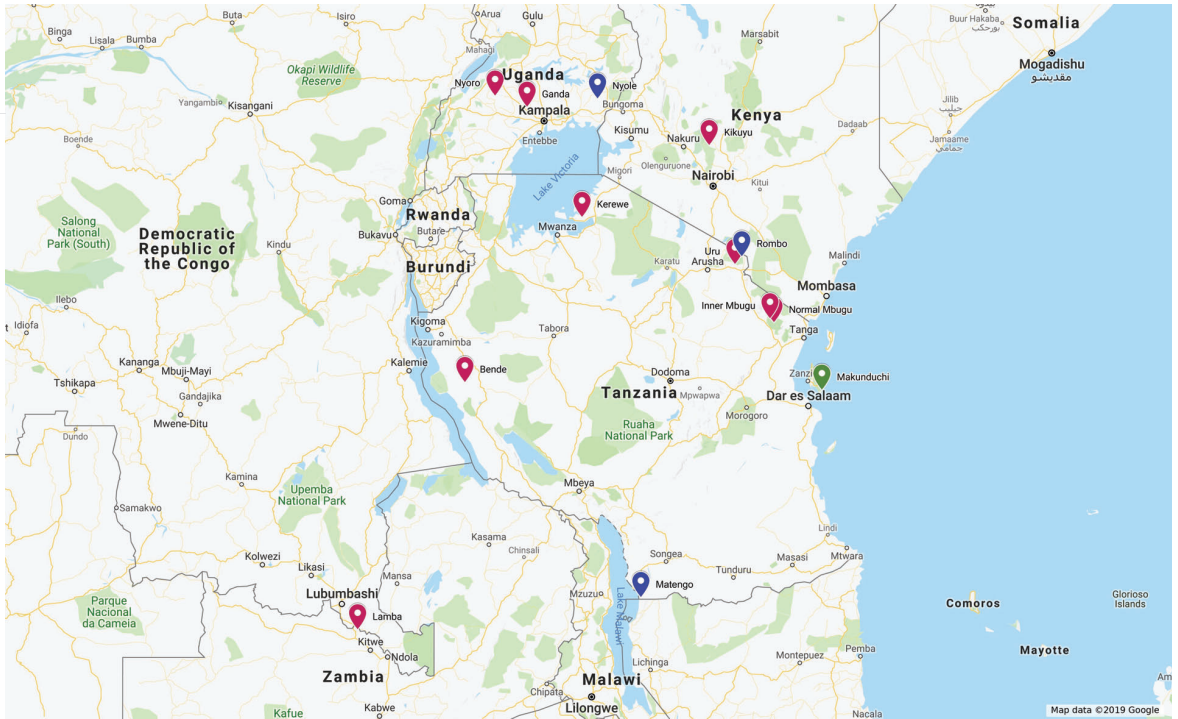 Somalia
Mogadishu
مقديشو
Buur Hakaba
بورحكبة
Binga
Lisala
Bumba
Buta
Isiro
Arua
Gulu
Mahagi
Marsabit
Okapi Wildlife
Reserve
Nyoro
Uganda
Ganda
Nyole
Kampala
Bungoma
Yangambi
Kisangani
Entebbe
Kisumu
Nakuru
Kikuyu
Kenya
Jilib
جيليب
Jamaame
جمامي
Dadaab
Boende
Olenguruone
Migori
Lake Victoria
Nairobi
Kitui
Goma
Rwanda
Butare
Bukavu
Kerewe
Mwanza
Salong
National
Park (South)
Democratic
Republic of
the Congo
Kindu
Burundi
Uru
Rombo
Arusha
Karatu
Malindi
Mombasa
Ilebo
Idiofa
Kigoma
Kazuramimba
Tabora
Inner Mbugu
Normal Mbugu
Tanga
Kananga
Mbuji-Mayi
Tshikapa
Gandajika
Mwene-Ditu
Kalemie
Bende
Dodoma
Mpwapwa
Tanzania
Zanzi
Makunduchi
Dar es Salaam
Morogoro
Ruaha
National Park
Dundo
Kamina
Upemba
National Park
Mbeya
Samakwo
Kasama
Chinsali
Lindi
Mtwara
Kolwezi
Likasi
Mansa
Songea
Tunduru
Masasi
Matengo
Lubumbashi
Lamba
Mzuzu
Lake Malawi
Parque
Nacional
da Cameia
Kitwe
Ndola
Comoros
Glorioso
Islands
Zambia
Malawi
Lichinga
Montepuez
Pemba
Mayotte
Chipata
Lilongwe
Kabwe
Kafue
Nacala
Am
Map data ©2019 Google